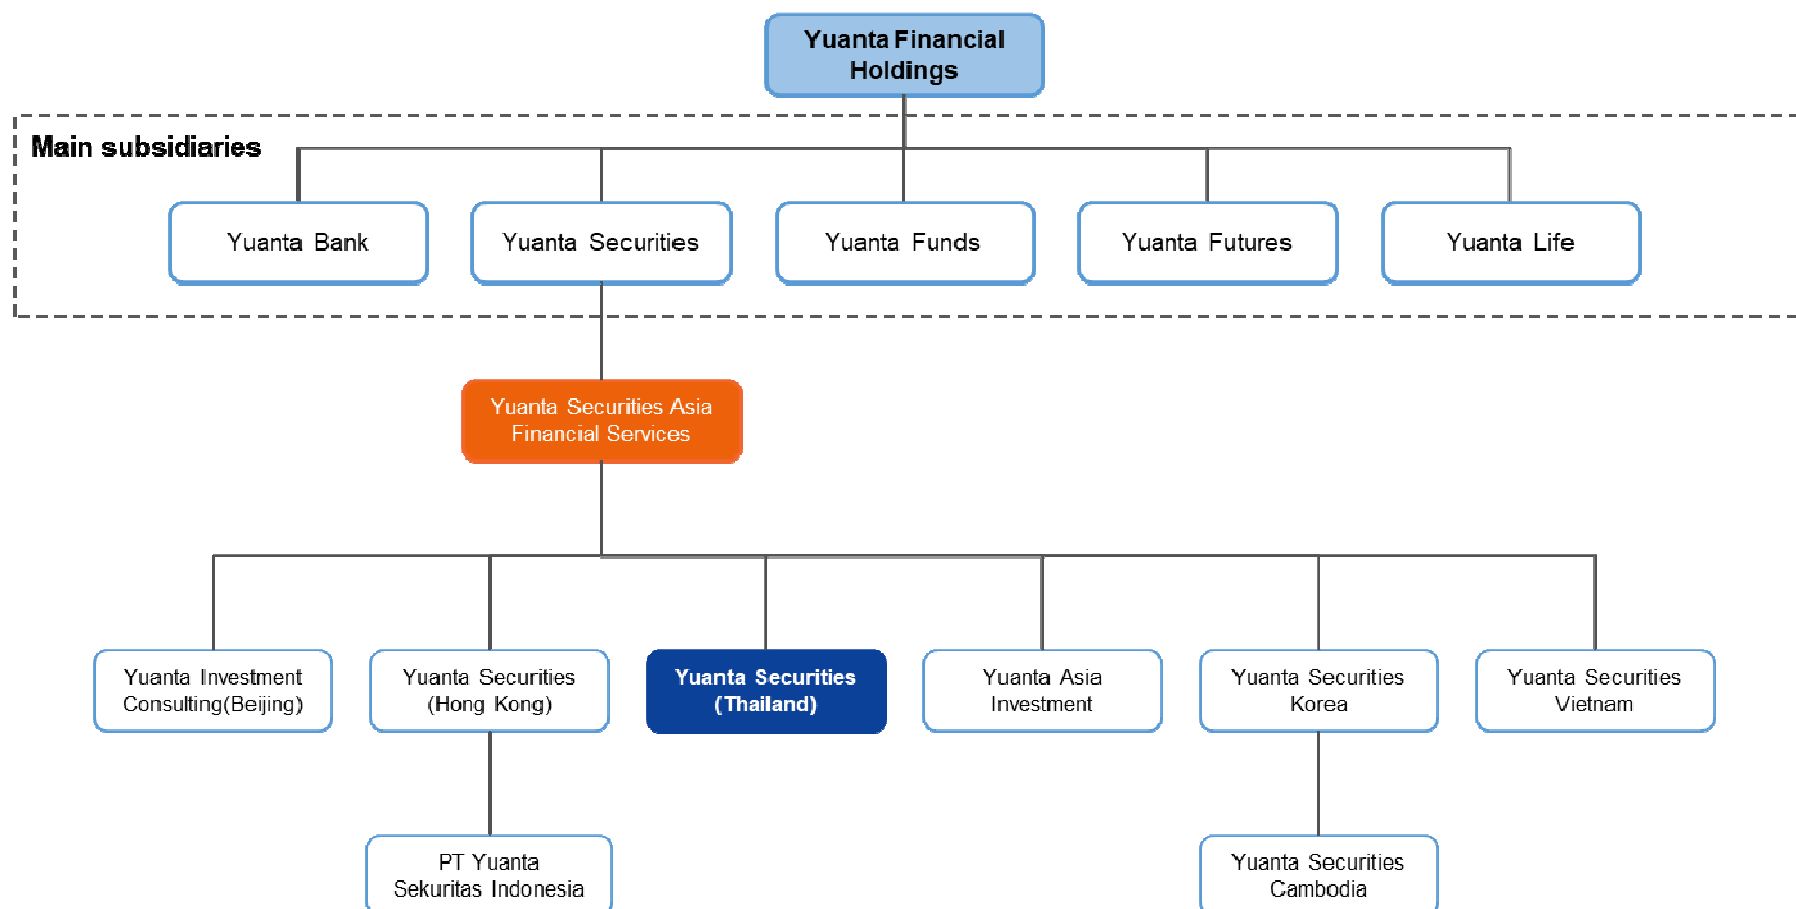 Yuanta Financial
Holdings
Main subsidiaries
Yuanta Bank
Yuanta Securities
Yuanta Funds
Yuanta Futures
Yuanta Life
Yuanta Securities Asia
Financial Services
Yuanta Investment
Consulting(Beijing)
Yuanta Securities
(Hong Kong)
Yuanta Securities
(Thailand)
Yuanta Asia
Investment
Yuanta Securities
Korea
Yuanta Securities
Vietnam
PT Yuanta
Sekuritas Indonesia
Yuanta Securities
Cambodia